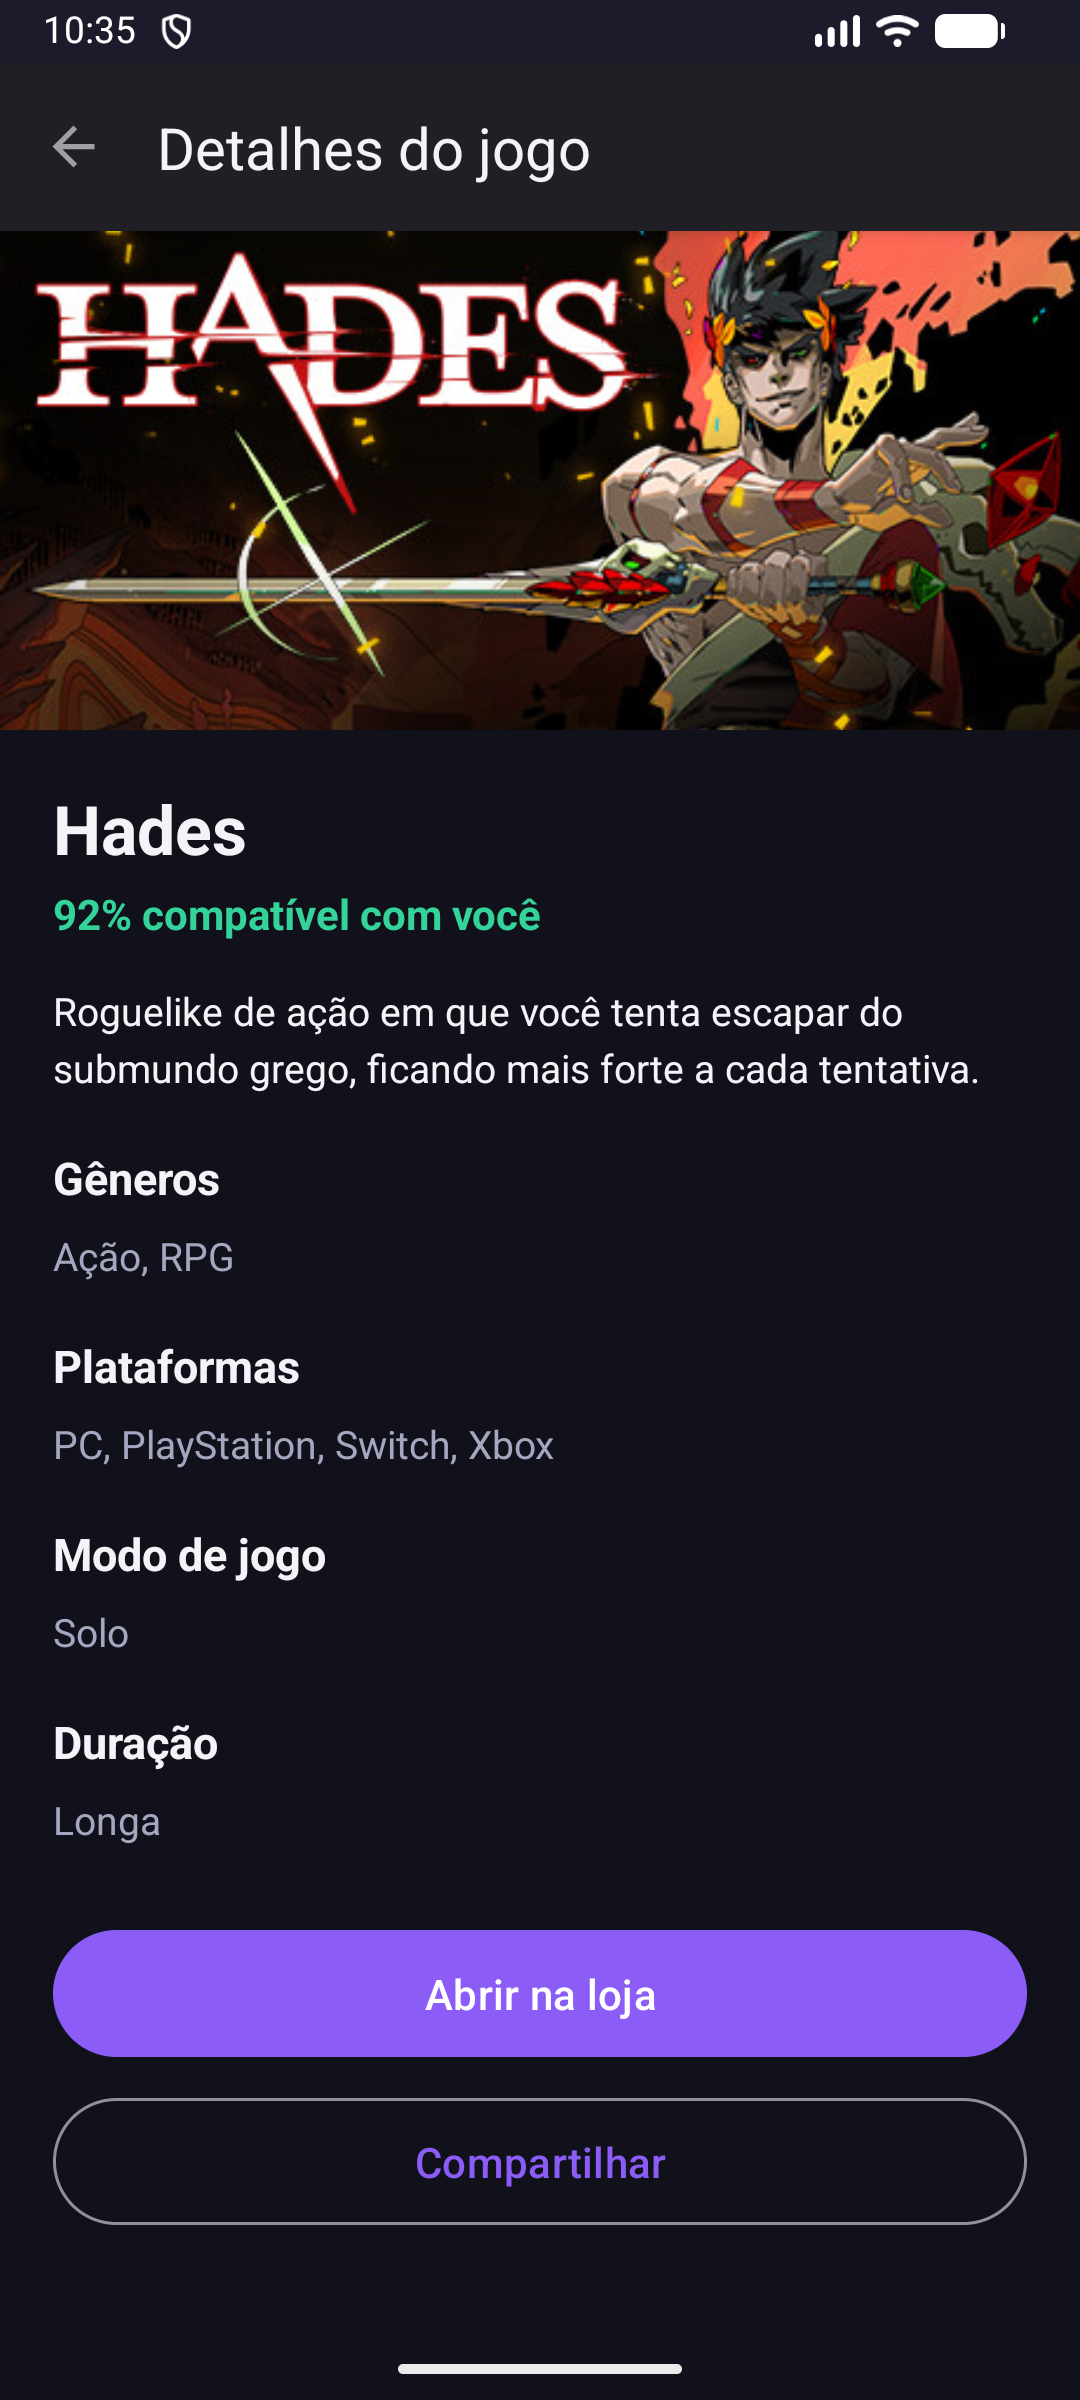 10:35
Detalhes do jogo
HADES
Hades
92% compatível com você
Roguelike de ação em que você tenta escapar do
submundo grego, ficando mais forte a cada tentativa.
Gêneros
Ação, RPG
Plataformas
PC, PlayStation, Switch, Xbox
Modo de jogo
Solo
Duração
Longa
Abrir na loja
Compartilhar